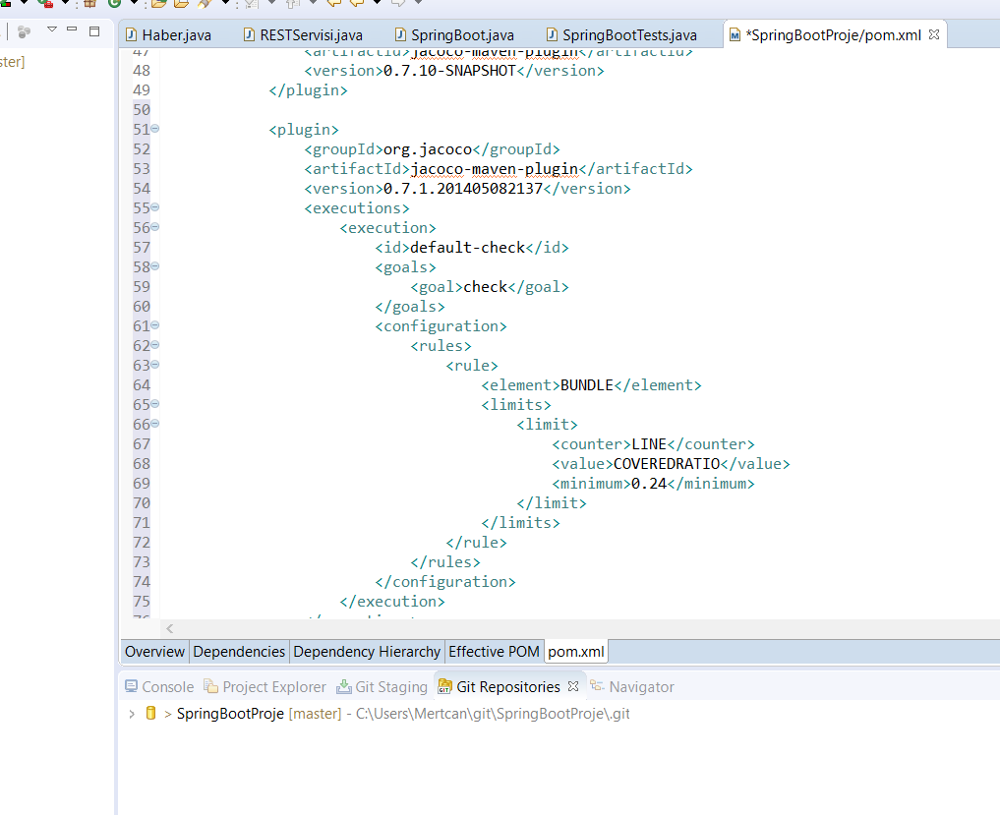 ster]
Haber.java RESTServisi.java SpringBoot.java SpringBootTests.java *SpringBootProje/pom.xml
47 <artifactId>jacoco-maven-plugin</artifactId>
48 <version>0.7.10-SNAPSHOT</version>
49 </plugin>
50
51 <plugin>
52 <groupId>org.jacoco</groupId>
53 <artifactId>jacoco-maven-plugin</artifactId>
54 <version>0.7.1.201405082137</version>
55 <executions>
56 <execution>
57 <id>default-check</id>
58 <goals>
59 <goal>check</goal>
60 </goals>
61 <configuration>
62 <rules>
63 <rule>
64 <element>BUNDLE</element>
65 <limits>
66 <limit>
67 <counter>LINE</counter>
68 <value>COVEREDRATIO</value>
69 <minimum>0.24</minimum>
70 </limit>
71 </limits>
72 </rule>
73 </rules>
74 </configuration>
75 </execution>
Overview Dependencies Dependency Hierarchy Effective POM pom.xml
Console Project Explorer Git Staging Git Repositories Navigator
> SpringBootProje [master] - C:\Users\Mertcan\git\SpringBootProje\.git